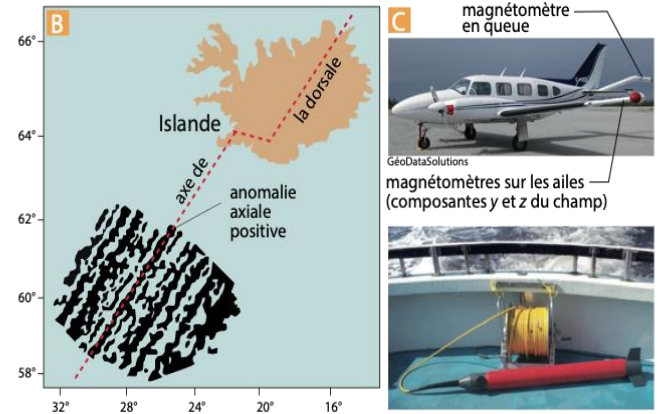 B
66°
64°
62°
60°
58°
32°
28°
24°
20°
16°
Islande
axe de
la dorsale
anomalie
axiale
positive
C
magnétomètre
en queue
GéoDataSolutions
magnétomètres sur les ailes
(composantes y et z du champ)